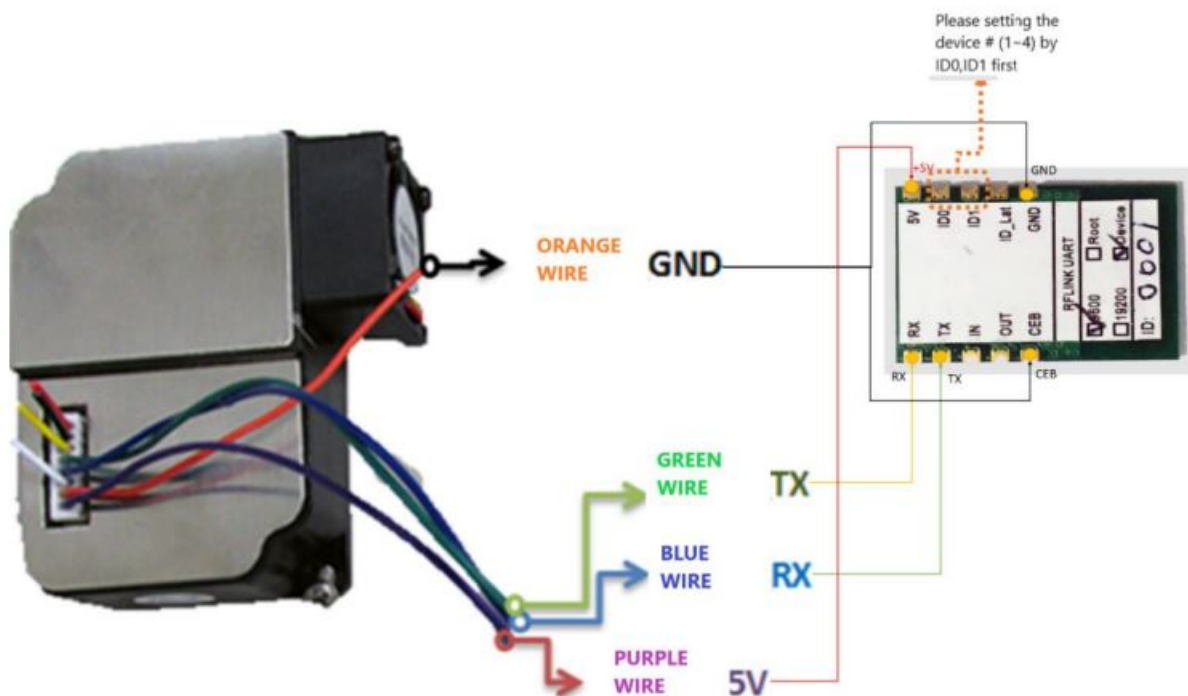 Please setting the
device # (1~4) by
ID0,ID1 first
+5V
GND
5V
ID0
ID1
ID_Lat
GND
RFLINK UART
Root
Device
9600
19200
ID: 0001
RX
TX
IN
OUT
CEB
RX
TX
CEB
ORANGE
WIRE
GND
GREEN
WIRE
TX
BLUE
WIRE
RX
PURPLE
WIRE
5V